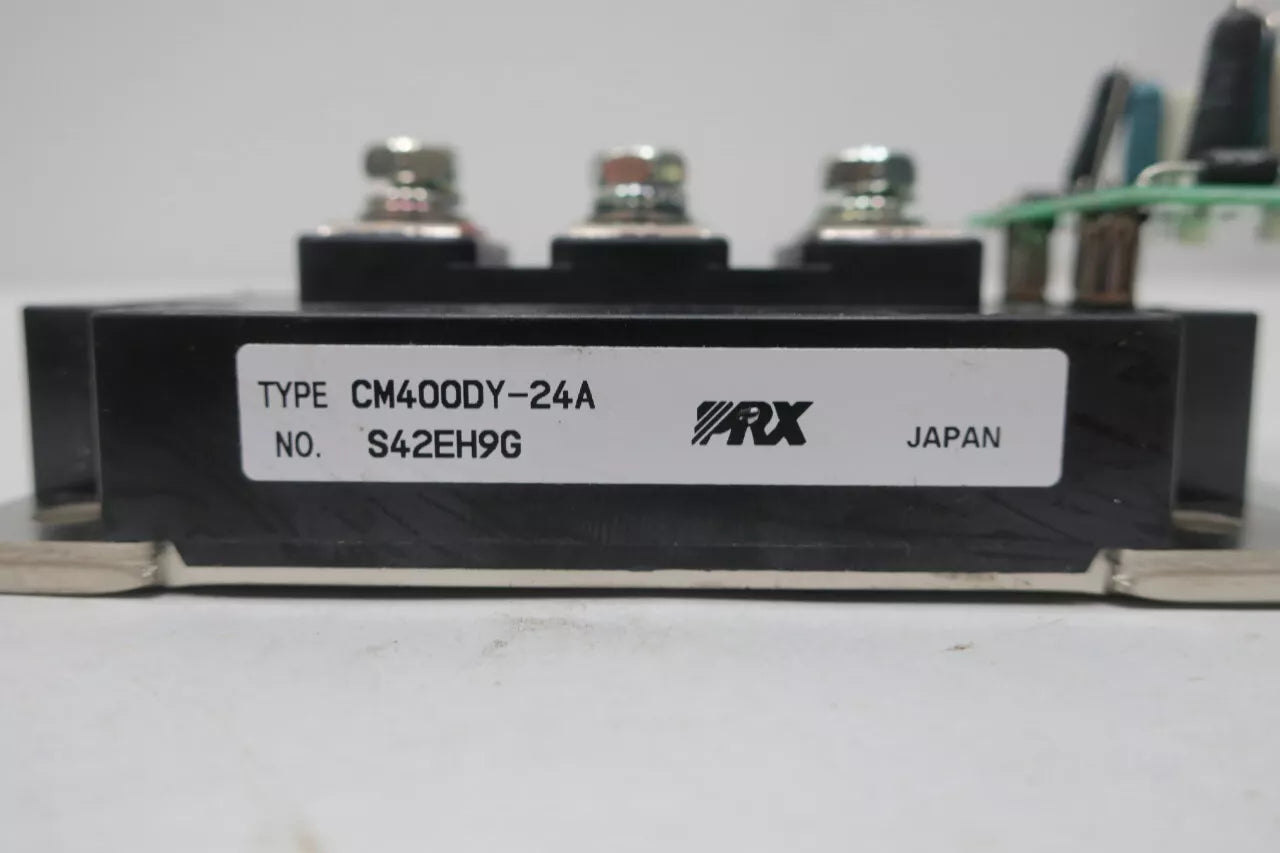 TYPE CM400DY-24A
NO. S42EH9G
PRX
JAPAN